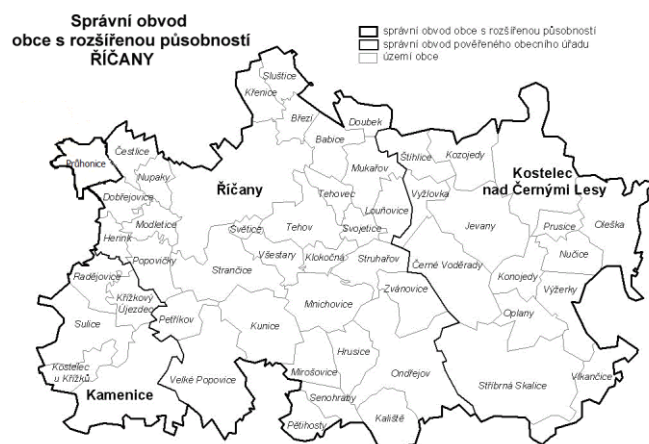 Správní obvod
obce s rozšířenou působností
ŘÍČANY
správní obvod obce s rozšířenou působností
správní obvod pověřeného obecního úřadu
území obce
Sluštice
Křenice
Březí
Doubek
Babice
Průhonice
Čestlice
Nupaky
Mukařov
Štíhlice
Kozojedy
Kostelec
nad Černými Lesy
Říčany
Dobřejovice
Modletice
Herink
Popovičky
Tehovec
Louňovice
Vyžlovka
Jevany
Prusice
Oleška
Světice
Tehov
Svojetice
Nučice
Radějovice
Křížkový
Újezdec
Strančice
Všestary
Klokočná
Struhařov
Černé Voděrady
Konojedy
Výžerky
Zvánovice
Sulice
Petříkov
Kunice
Mnichovice
Oplany
Kostelec
u Křížků
Kamenice
Velké Popovice
Mirošovice
Hrusice
Ondřejov
Stříbrná Skalice
Vlkančice
Senohraby
Pětihosty
Kaliště